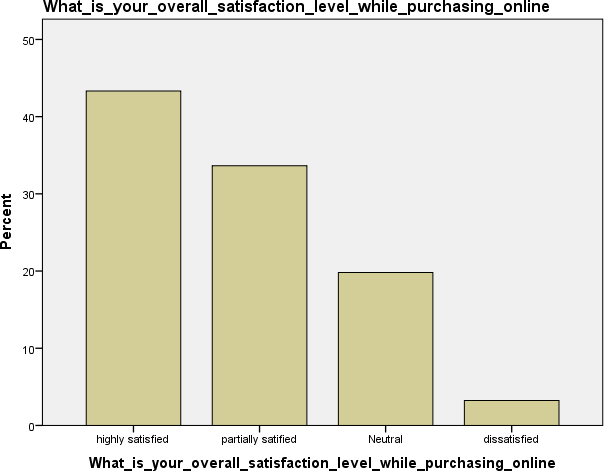 What_is_your_overall_satisfaction_level_while_purchasing_online
50
40
30
20
10
0
Percent
highly satisfied
partially satified
Neutral
dissatisfied
What_is_your_overall_satisfaction_level_while_purchasing_online